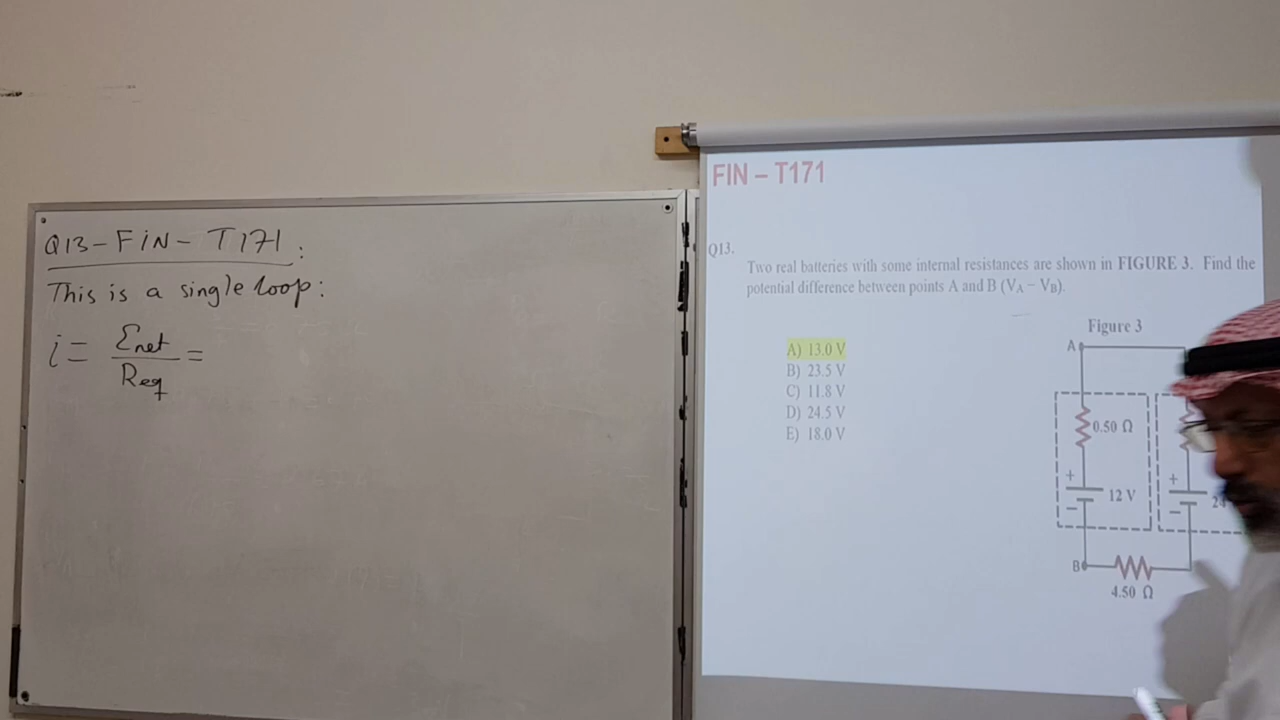 Q13-FIN-T171:
This is a single loop:
i = Ɛnet / Req =
FIN – T171
Q13.
Two real batteries with some internal resistances are shown in FIGURE 3. Find the
potential difference between points A and B (VA – VB).
A) 13.0 V
B) 23.5 V
C) 11.8 V
D) 24.5 V
E) 18.0 V
Figure 3
A
0.50 Ω
+ +
12 V
- -
B
4.50 Ω